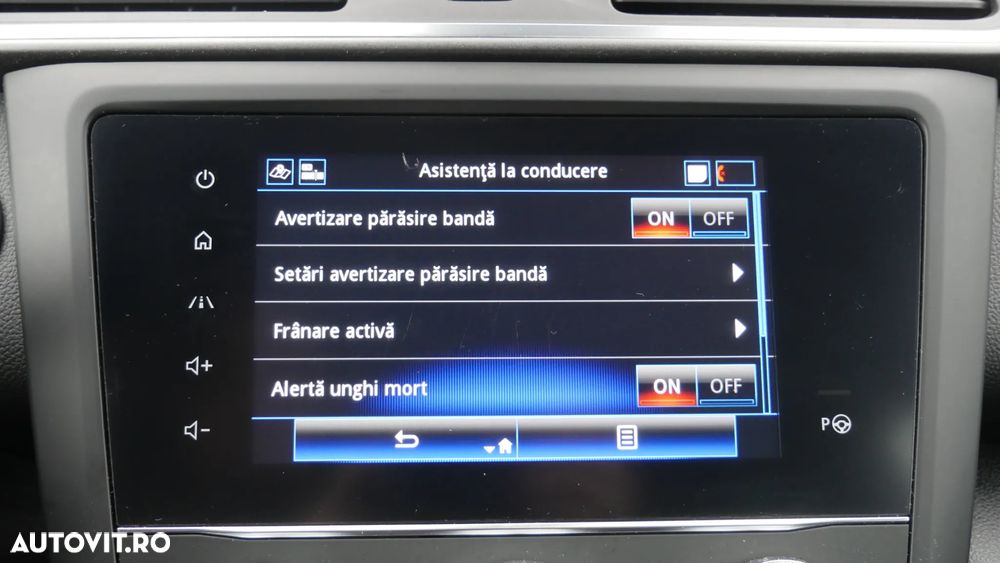 Asistenţă la conducere
Avertizare părăsire bandă ON OFF
Setări avertizare părăsire bandă
Frânare activă
Alertă unghi mort ON OFF
P
AUTOVIT.RO